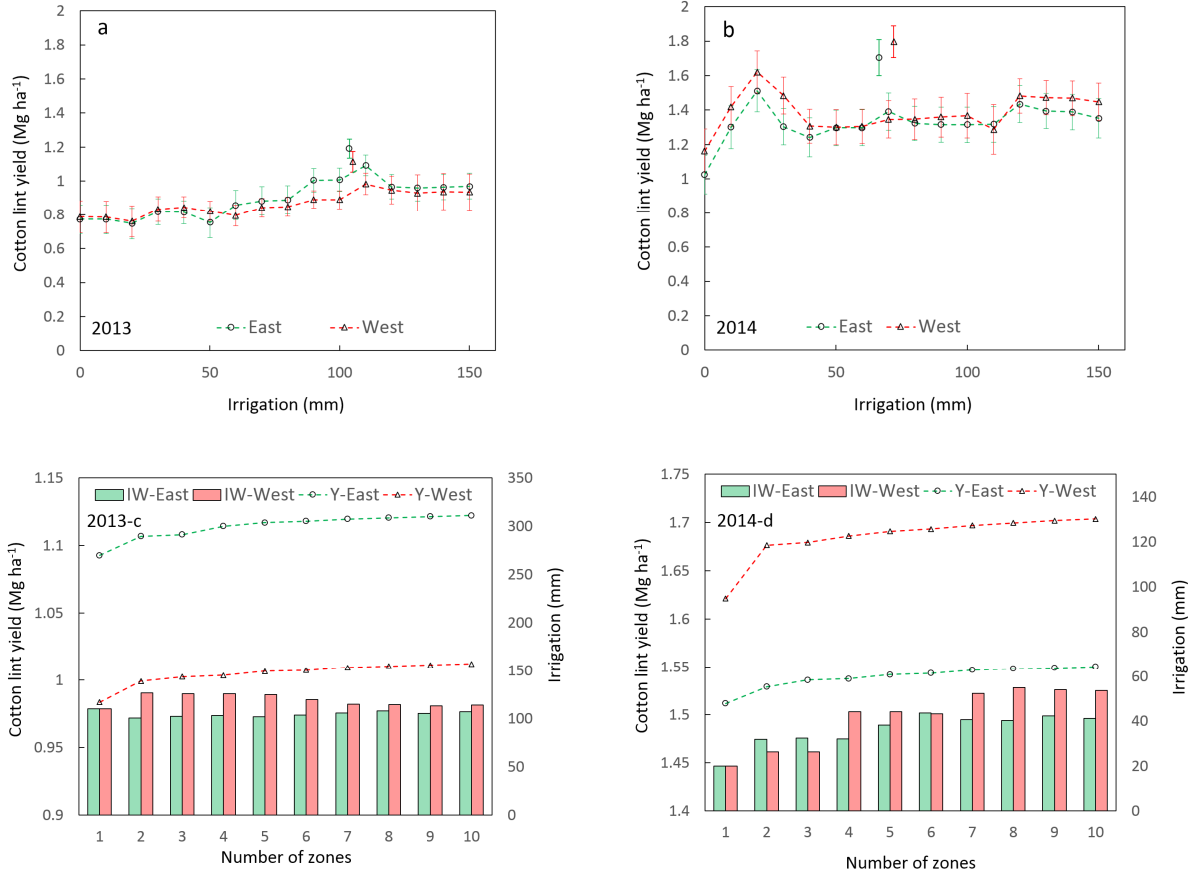 a
2
1.8
1.6
1.4
1.2
1
0.8
0.6
0.4
0.2
0
Cotton lint yield (Mg ha-1)
2013
East
West
0
50
100
150
Irrigation (mm)
b
2
1.8
1.6
1.4
1.2
1
0.8
0.6
0.4
0.2
0
Cotton lint yield (Mg ha-1)
2014
East
West
0
50
100
150
Irrigation (mm)
1.15
1.1
1.05
1
0.95
0.9
Cotton lint yield (Mg ha-1)
IW-East
IW-West
Y-East
Y-West
2013-c
350
300
250
200
150
100
50
0
Irrigation (mm)
1 2 3 4 5 6 7 8 9 10
Number of zones
1.75
1.7
1.65
1.6
1.55
1.5
1.45
1.4
Cotton lint yield (Mg ha-1)
IW-East
IW-West
Y-East
Y-West
2014-d
140
120
100
80
60
40
20
0
Irrigation (mm)
1 2 3 4 5 6 7 8 9 10
Number of zones